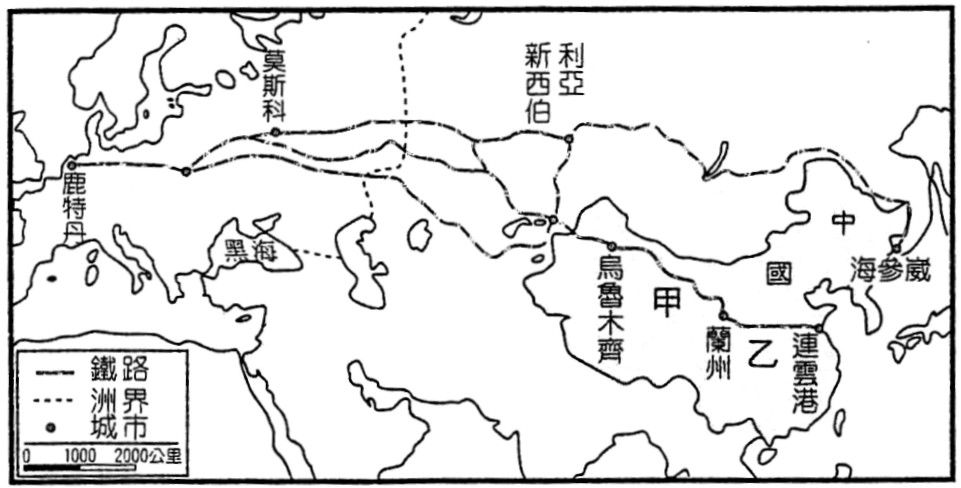 莫斯科
新西伯
利亞
鹿特丹
黑海
中
國
海參崴
烏魯木齊
甲
蘭州
乙
連雲港
鐵路
洲界
城市
0 1000 2000公里